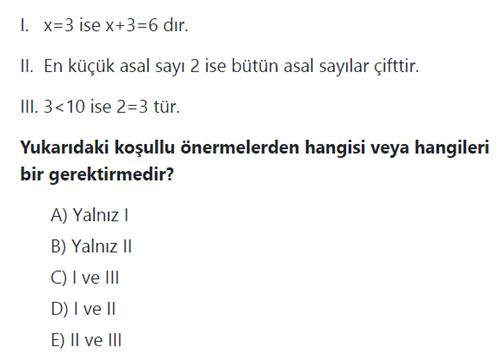 I. x=3 ise x+3=6 dır.
II. En küçük asal sayı 2 ise bütün asal sayılar çifttir.
III. 3<10 ise 2=3 tür.
Yukarıdaki koşullu önermelerden hangisi veya hangileri
bir gerektirmedir?
A) Yalnız I
B) Yalnız II
C) I ve III
D) I ve II
E) II ve III